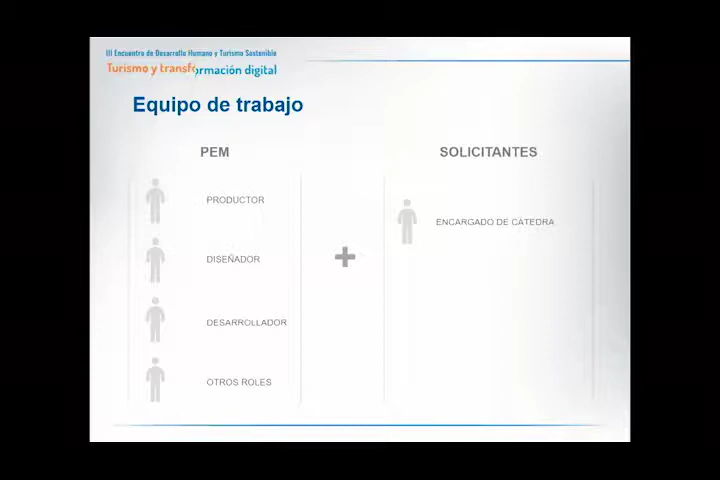 III Encuentro de Desarrollo Humano y Turismo Sostenible
Turismo y transformación digital
Equipo de trabajo
PEM
SOLICITANTES
PRODUCTOR
ENCARGADO DE CÁTEDRA
DISEÑADOR
DESARROLLADOR
OTROS ROLES